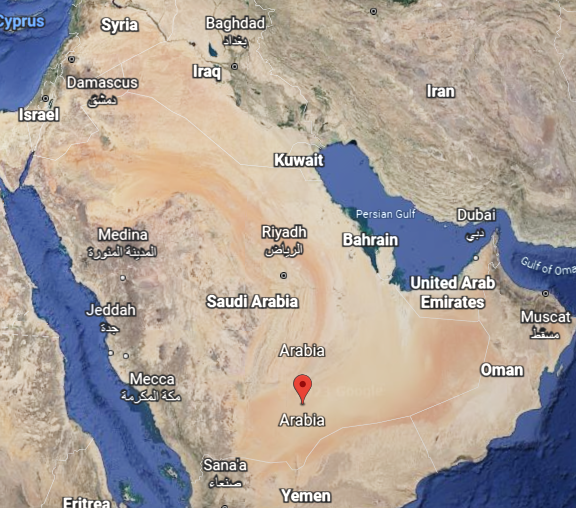 Cyprus
Syria
Baghdad
بغداد
Iraq
Damascus
دمشق
Iran
Israel
Kuwait
Persian Gulf
Dubai
دبي
Medina
المدينة المنورة
Riyadh
الرياض
Bahrain
Gulf of Oma
United Arab
Emirates
Saudi Arabia
Jeddah
جدة
Muscat
مسقط
Arabia
Oman
Mecca
مكة المكرمة
Arabia
Sana'a
صنعاء
Yemen
Eritrea